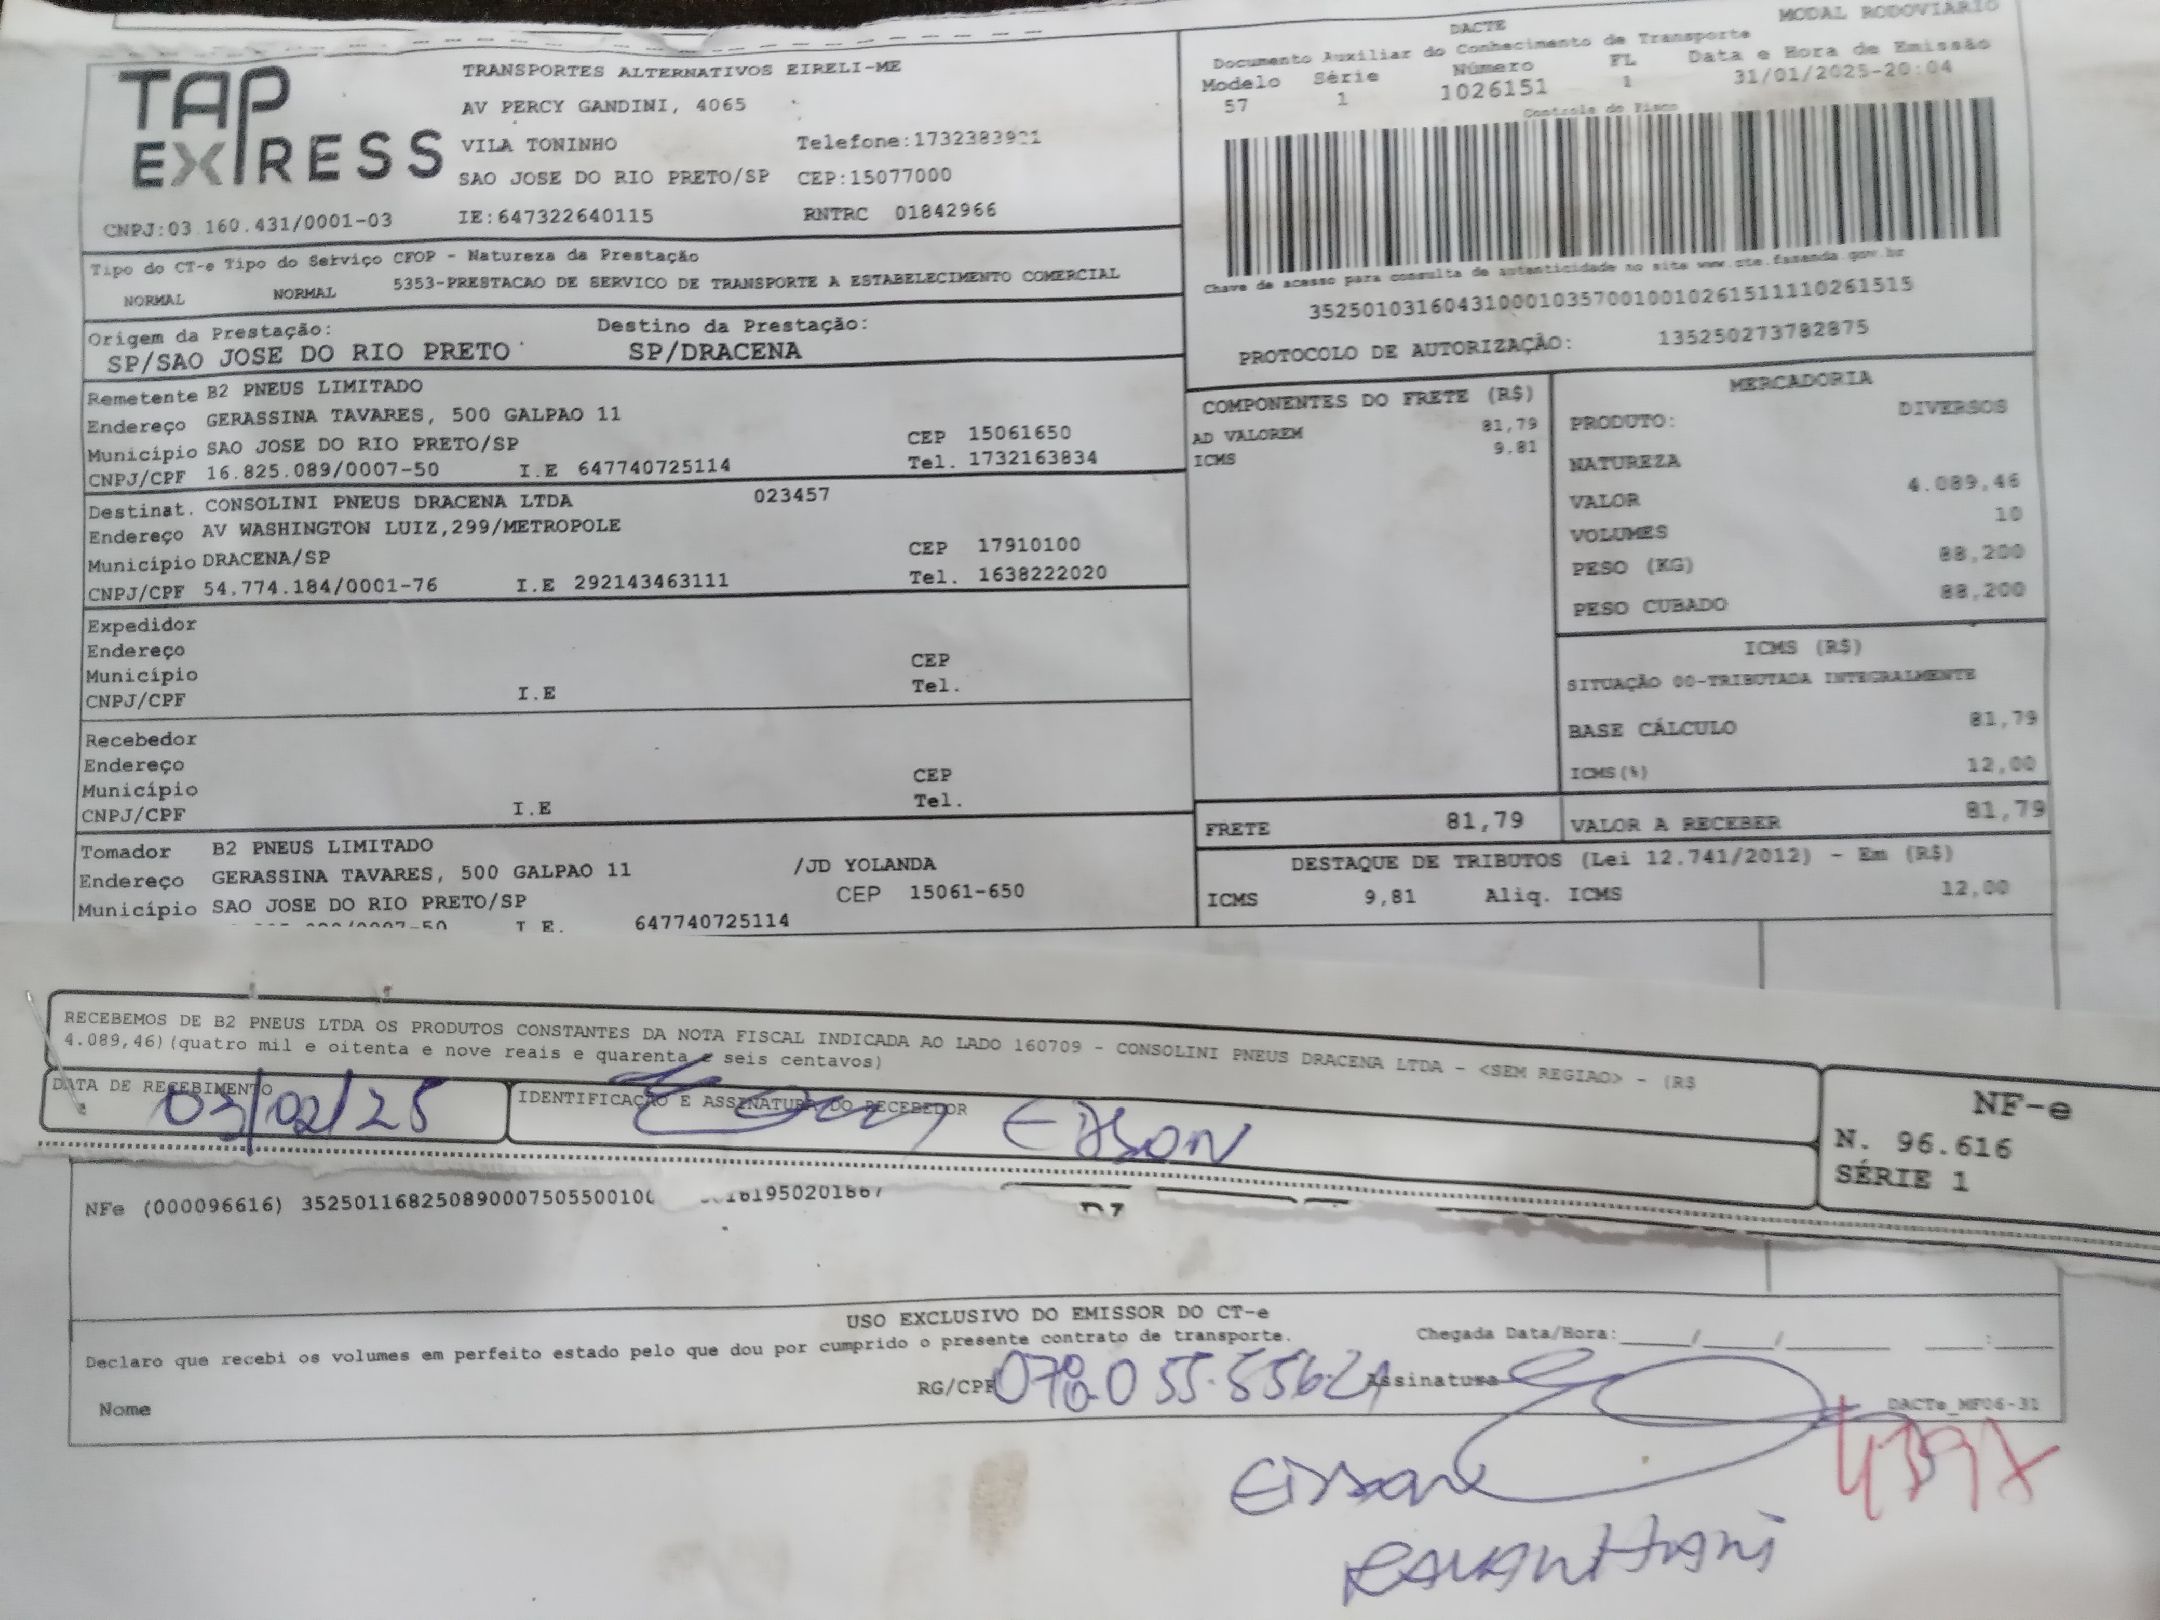 TAP EXPRESS
CNPJ:03.160.431/0001-03
TRANSPORTES ALTERNATIVOS EIRELI-ME
AV PERCY GANDINI, 4065
VILA TONINHO Telefone:1732383921
SAO JOSE DO RIO PRETO/SP CEP:15077000
IE:647322640115 RNTRC 01842966
MODAL RODOVIARIO
DACTE
Documento Auxiliar do Conhecimento de Transporte
Modelo Série Número FL Data e Hora de Emissão
57 1 1026151 1 31/01/2025-20:04
Controle do Fisco
Chave de acesso para consulta de autenticidade no site www.cte.fazenda.gov.br
35250103160431000103570010010261511110261515
PROTOCOLO DE AUTORIZAÇÃO: 135250273782875
Tipo do CT-e Tipo do Serviço CFOP - Natureza da Prestação
NORMAL NORMAL 5353-PRESTACAO DE SERVICO DE TRANSPORTE A ESTABELECIMENTO COMERCIAL
Origem da Prestação: Destino da Prestação:
SP/SAO JOSE DO RIO PRETO SP/DRACENA
Remetente B2 PNEUS LIMITADO
Endereço GERASSINA TAVARES, 500 GALPAO 11
Município SAO JOSE DO RIO PRETO/SP CEP 15061650
CNPJ/CPF 16.825.089/0007-50 I.E 647740725114 Tel. 1732163834
Destinat. CONSOLINI PNEUS DRACENA LTDA 023457
Endereço AV WASHINGTON LUIZ,299/METROPOLE
Município DRACENA/SP CEP 17910100
CNPJ/CPF 54.774.184/0001-76 I.E 292143463111 Tel. 1638222020
Expedidor
Endereço
Município CEP
CNPJ/CPF I.E Tel.
Recebedor
Endereço
Município CEP
CNPJ/CPF I.E Tel.
Tomador B2 PNEUS LIMITADO
Endereço GERASSINA TAVARES, 500 GALPAO 11 /JD YOLANDA
Município SAO JOSE DO RIO PRETO/SP CEP 15061-650
I E. 647740725114
COMPONENTES DO FRETE (R$)
AD VALOREM 81,79
ICMS 9.81
MERCADORIA
PRODUTO: DIVERSOS
NATUREZA
VALOR 4.089,46
VOLUMES 10
PESO (KG) 88,200
PESO CUBADO 88,200
ICMS (R$)
SITUAÇÃO 00-TRIBUTADA INTEGRALMENTE
BASE CÁLCULO 81,79
ICMS(%) 12,00
FRETE 81,79 VALOR A RECEBER 81,79
DESTAQUE DE TRIBUTOS (Lei 12.741/2012) - Em (R$)
ICMS 9,81 Aliq. ICMS 12,00
RECEBEMOS DE B2 PNEUS LTDA OS PRODUTOS CONSTANTES DA NOTA FISCAL INDICADA AO LADO 160709 - CONSOLINI PNEUS DRACENA LTDA - <SEM REGIAO> - (R$
4.089,46)(quatro mil e oitenta e nove reais e quarenta e seis centavos)
DATA DE RECEBIMENTO IDENTIFICAÇÃO E ASSINATURA DO RECEBEDOR
03/02/25 EDSON
NF-e
N. 96.616
SÉRIE 1
NFe (000096616)
USO EXCLUSIVO DO EMISSOR DO CT-e
Declaro que recebi os volumes em perfeito estado pelo que dou por cumprido o presente contrato de transporte. Chegada Data/Hora:____/____/______ ____:____
Nome RG/CPF Assinatura
DACTe_MF06-31